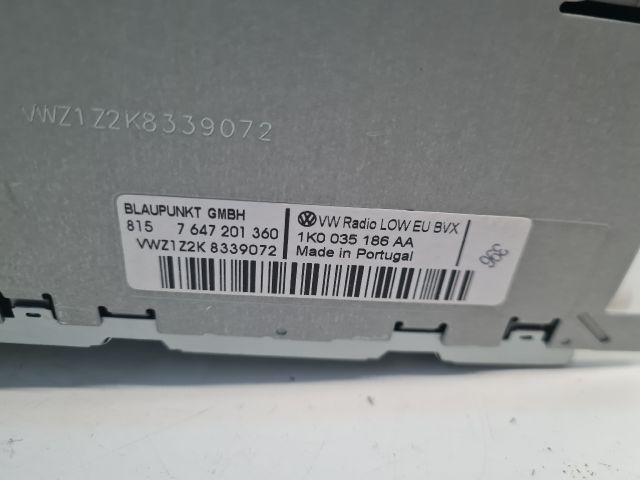 VWZ1Z2K8339072
BLAUPUNKT GMBH
815 7 647 201 360
VWZ1Z2K 8339072
VW Radio LOW EU BVX
1K0 035 186 AA
Made in Portugal
396